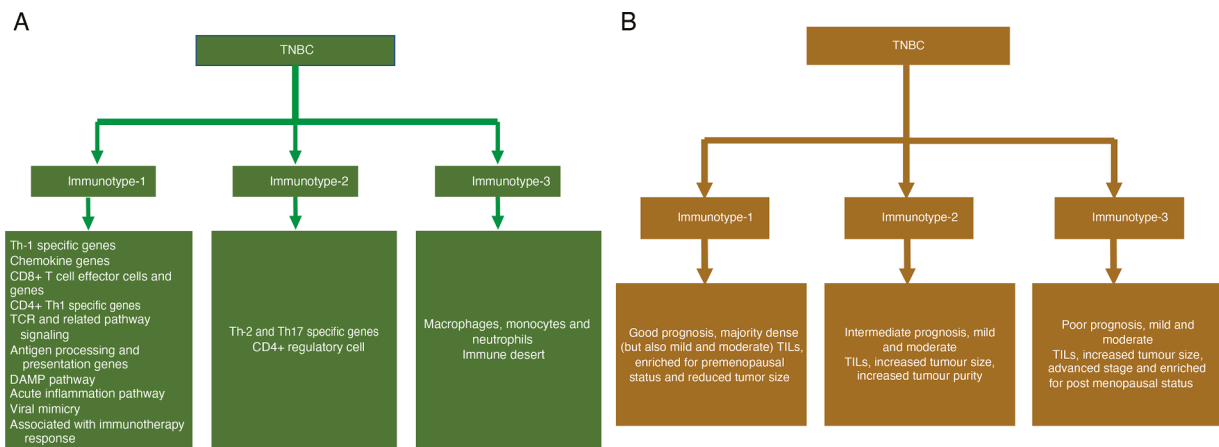 A
TNBC
Immunotype-1
Immunotype-2
Immunotype-3
Th-1 specific genes
Chemokine genes
CD8+ T cell effector cells and
genes
CD4+ Th1 specific genes
TCR and related pathway
signaling
Antigen processing and
presentation genes
DAMP pathway
Acute inflammation pathway
Viral mimicry
Associated with immunotherapy
response
Th-2 and Th17 specific genes
CD4+ regulatory cell
Macrophages, monocytes and
neutrophils
Immune desert
B
TNBC
Immunotype-1
Immunotype-2
Immunotype-3
Good prognosis, majority dense
(but also mild and moderate) TILs,
enriched for premenopausal
status and reduced tumor size
Intermediate prognosis, mild
and moderate
TILs, increased tumour size,
increased tumour purity
Poor prognosis, mild and
moderate
TILs, increased tumour size,
advanced stage and enriched
for post menopausal status